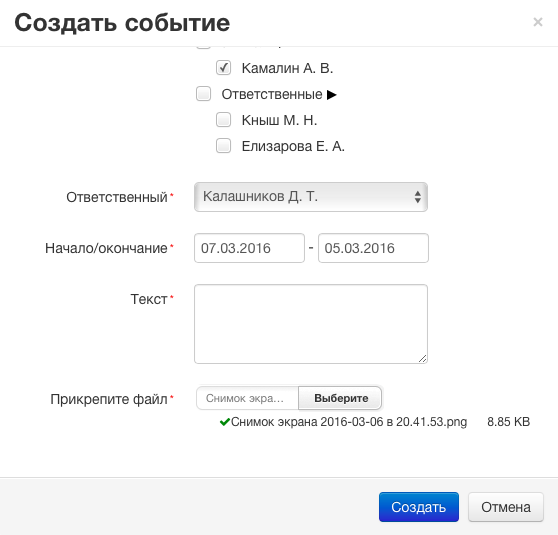 Создать событие
×
Камалин А. В.
Ответственные ▶
Кныш М. Н.
Елизарова Е. А.
Ответственный* Калашников Д. Т.
Начало/окончание* 07.03.2016 - 05.03.2016
Текст*
Прикрепите файл* Снимок экра... Выберите
Снимок экрана 2016-03-06 в 20.41.53.png 8.85 KB
Создать Отмена